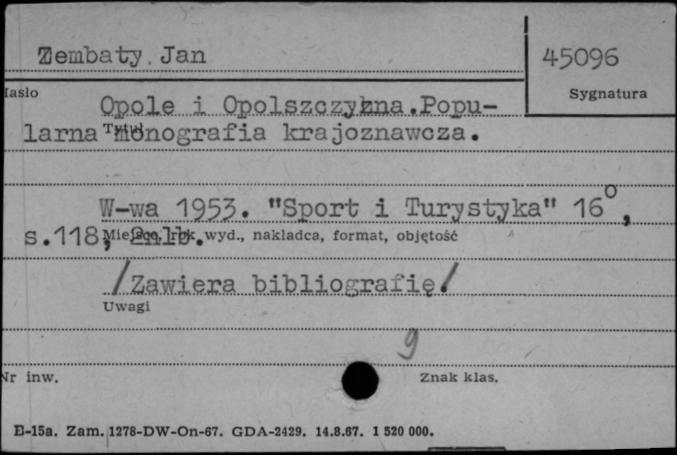 Zembaty, Jan
45096
Hasło
Sygnatura
Opole i Opolszczyzna.Popu-
larna monografia krajoznawcza.
Tytuł
W-wa 1953. "Sport i Turystyka" 16o,
s.118, 2nlb.
Miejsce, rok wyd., nakładca, format, objętość
/Zawiera bibliografię/
Uwagi
9
Nr inw.
Znak klas.
E-15a. Zam. 1278-DW-On-67. GDA-2429. 14.8.67. 1 520 000.